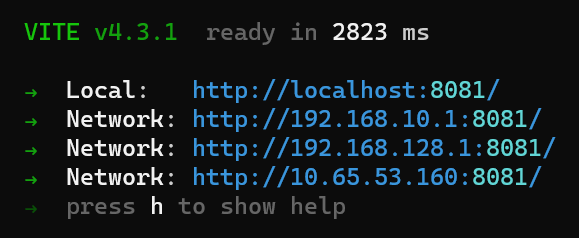 VITE v4.3.1 ready in 2823 ms
➜ Local: http://localhost:8081/
➜ Network: http://192.168.10.1:8081/
➜ Network: http://192.168.128.1:8081/
➜ Network: http://10.65.53.160:8081/
➜ press h to show help